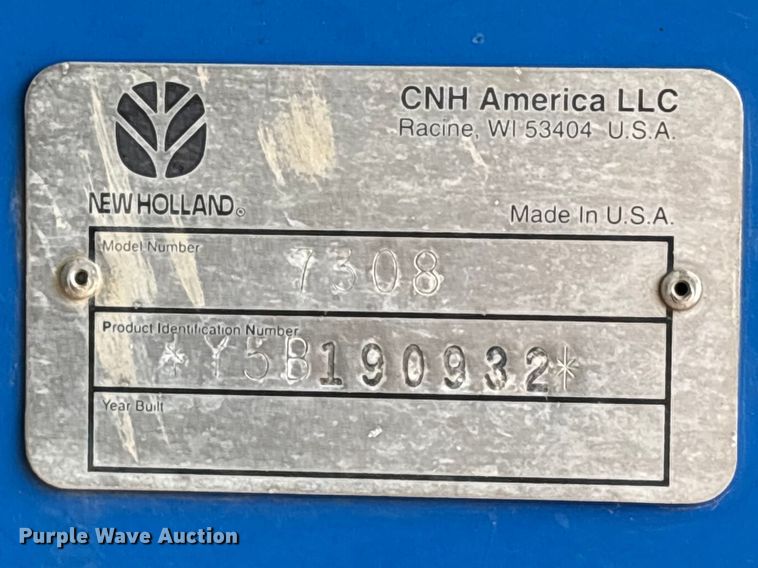 CNH America LLC
Racine, WI 53404 U.S.A.
NEW HOLLAND®
Made In U.S.A.
Model Number
7308
Product Identification Number
*Y5B190932*
Year Built
Purple Wave Auction